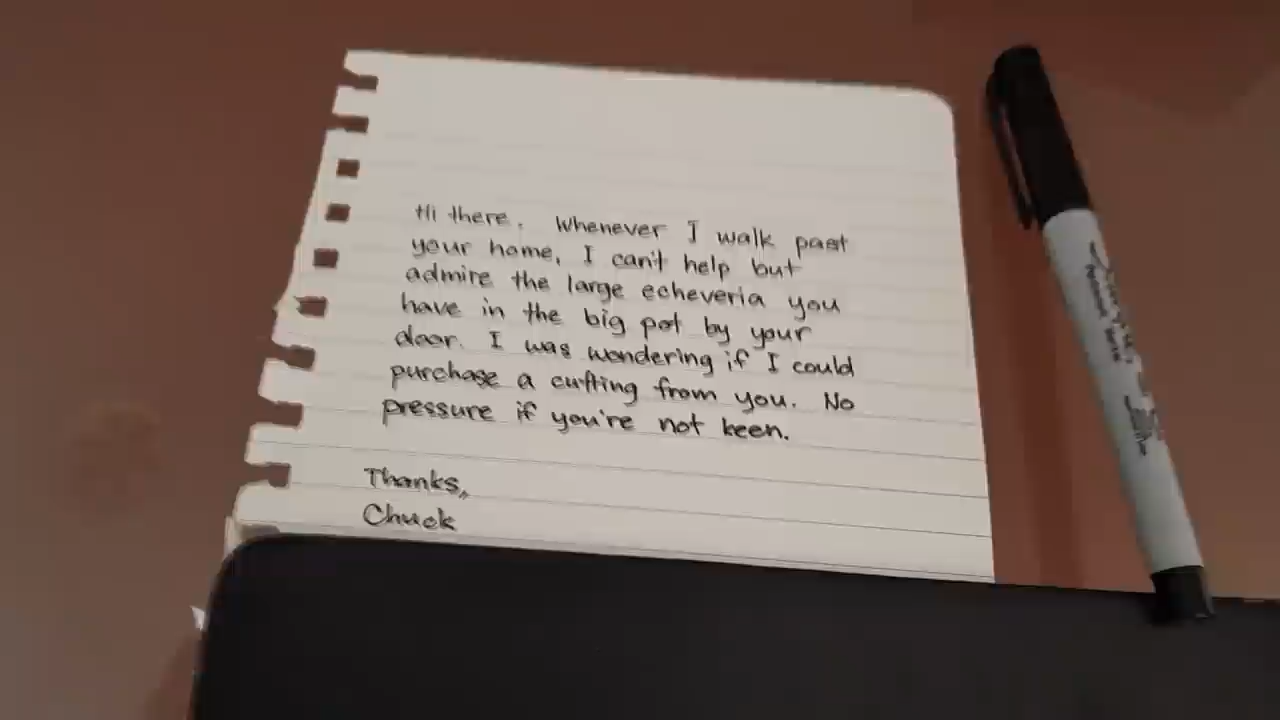 Hi there. Whenever I walk past
your home, I can't help but
admire the large echeveria you
have in the big pot by your
door. I was wondering if I could
purchase a cutting from you. No
pressure if you're not keen.
Thanks,
Chuck